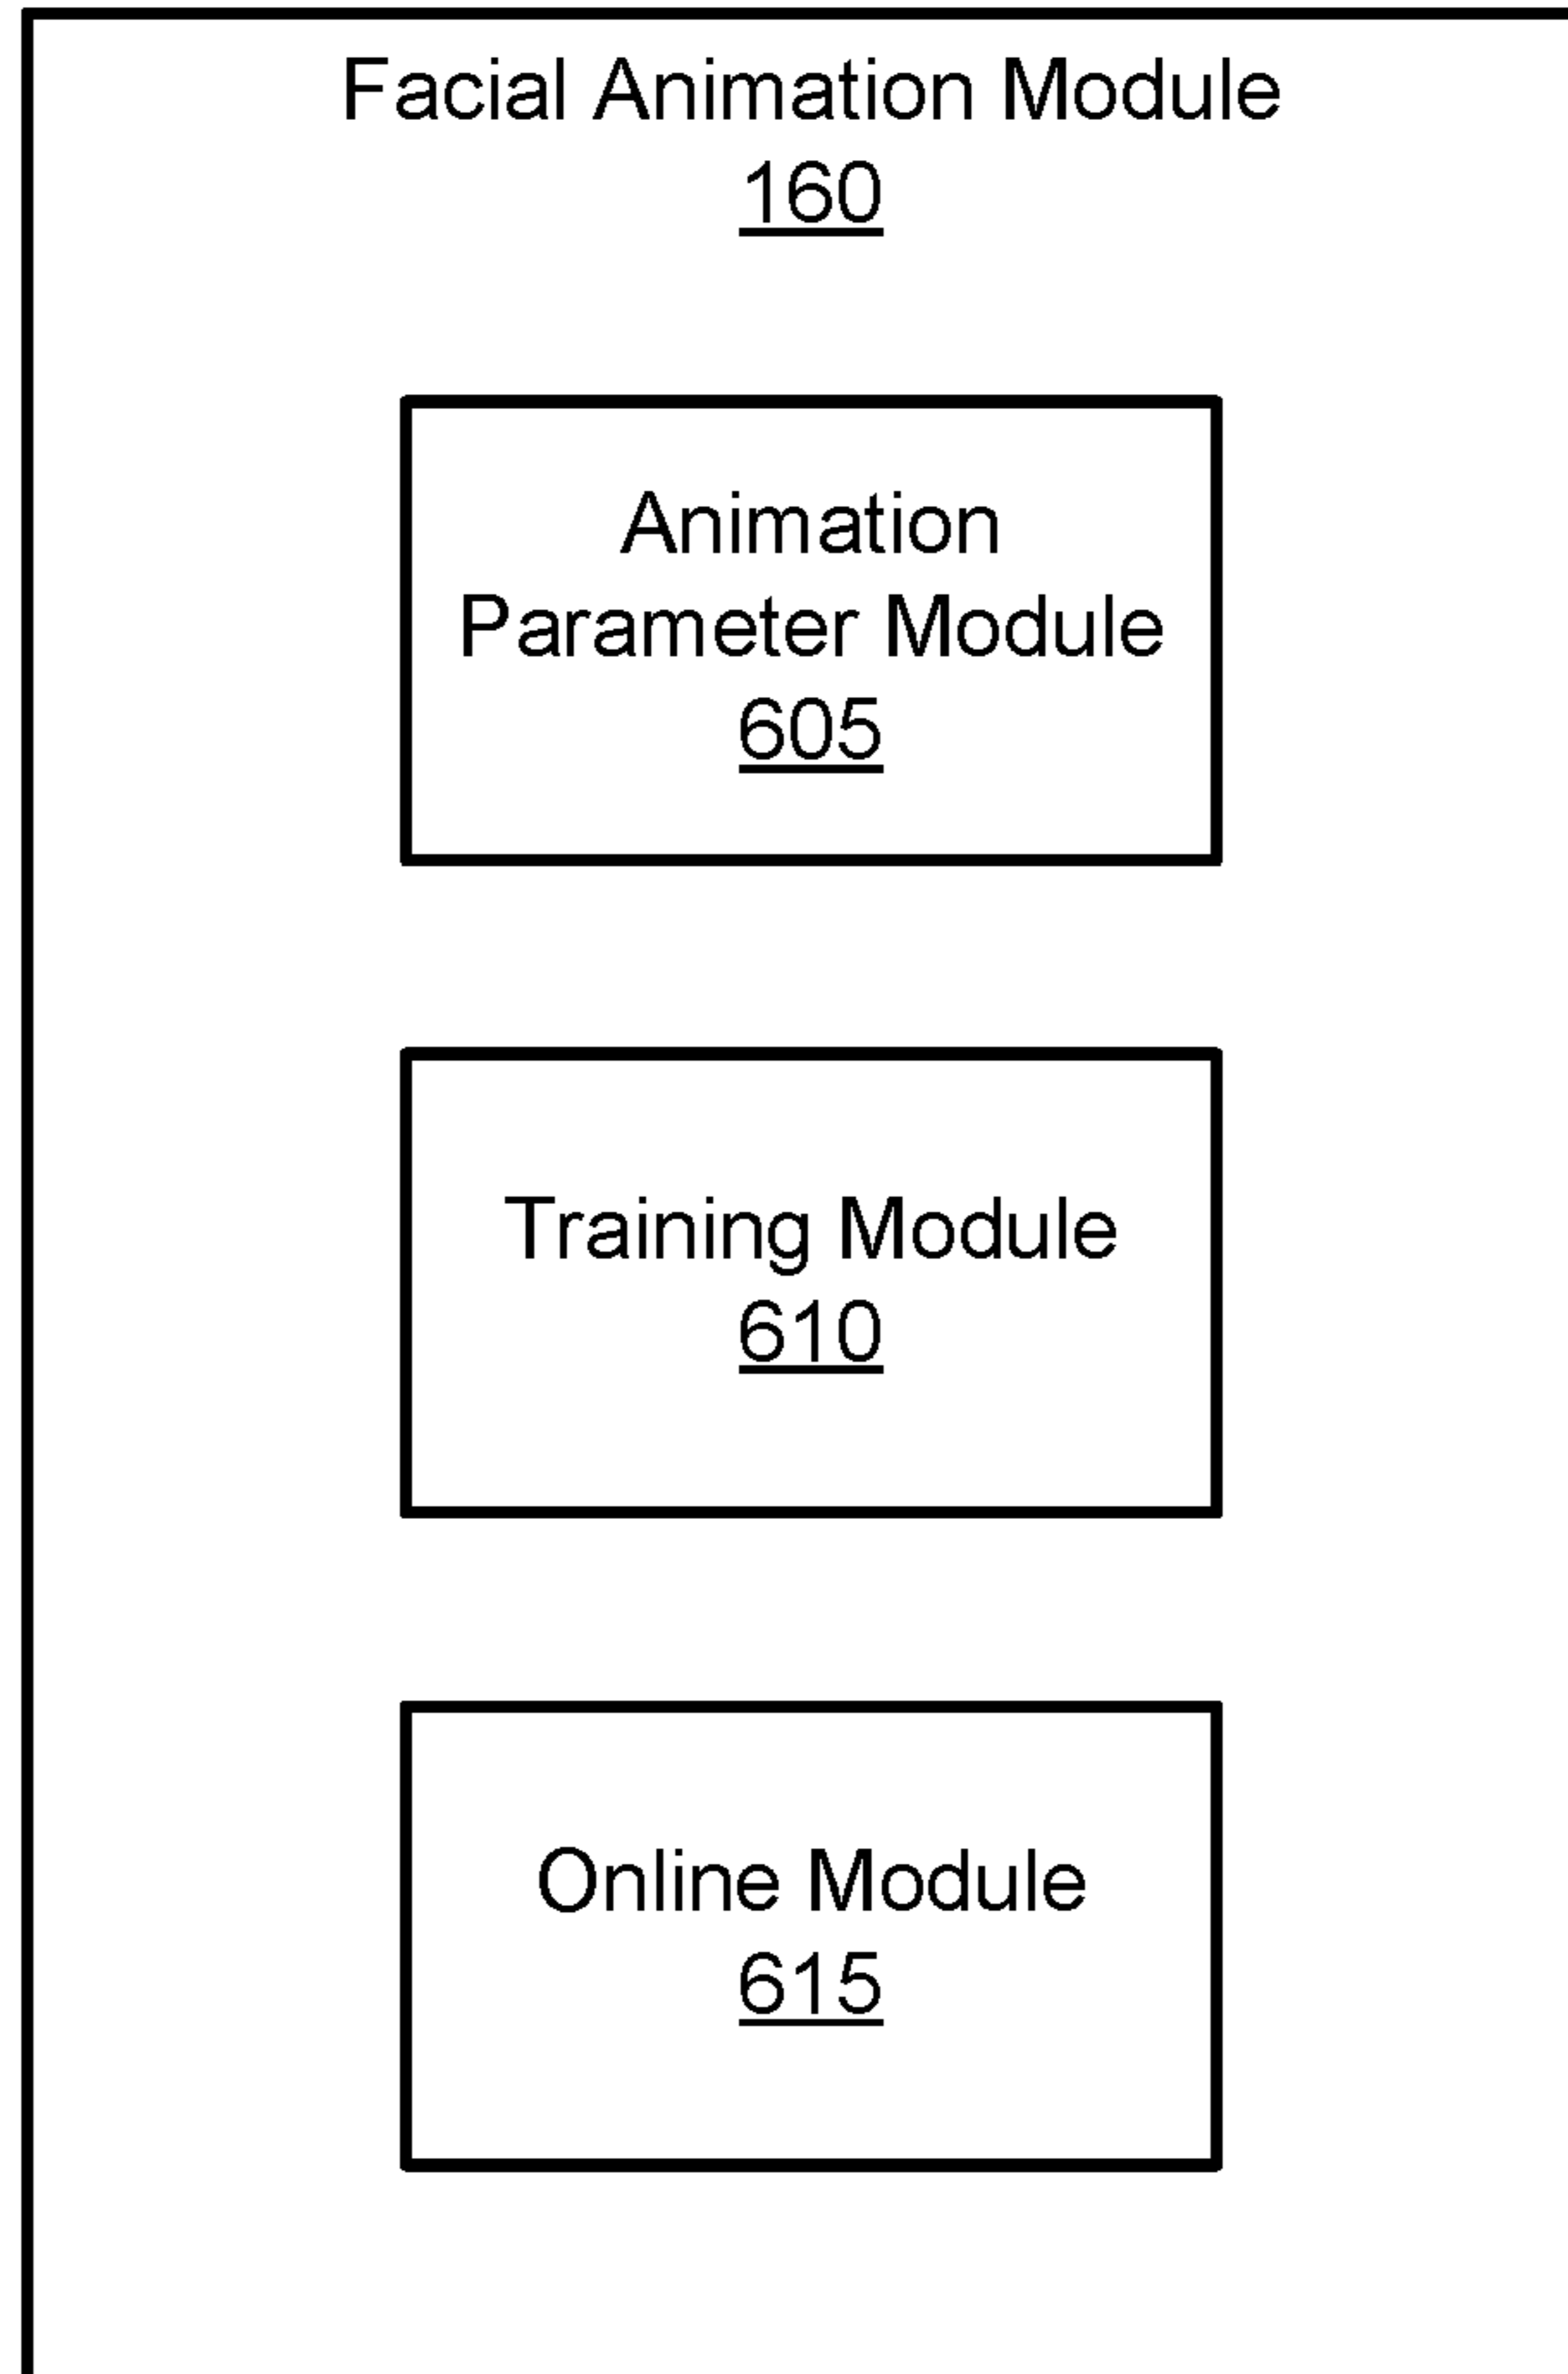 Facial Animation Module
160
Animation
Parameter Module
605
Training Module
610
Online Module
615